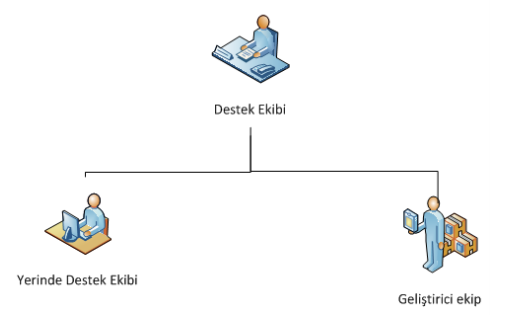 Destek Ekibi
Yerinde Destek Ekibi
Geliştirici ekip